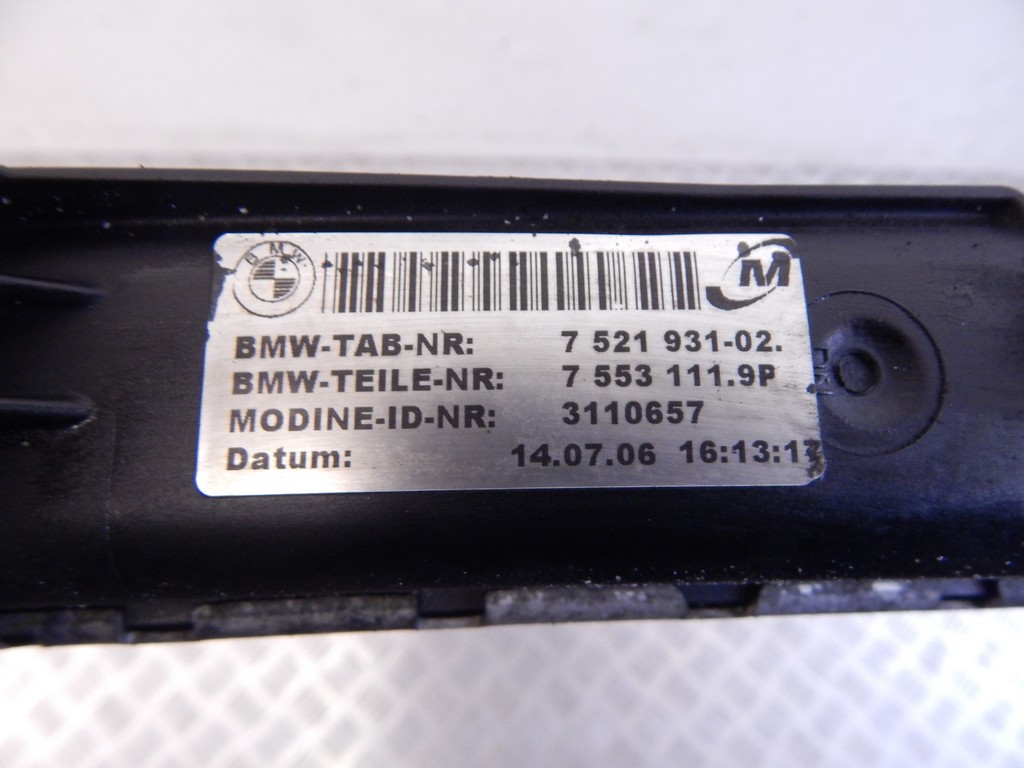 BMW
M
BMW-TAB-NR: 7 521 931-02.
BMW-TEILE-NR: 7 553 111.9P
MODINE-ID-NR: 3110657
Datum: 14.07.06 16:13:17